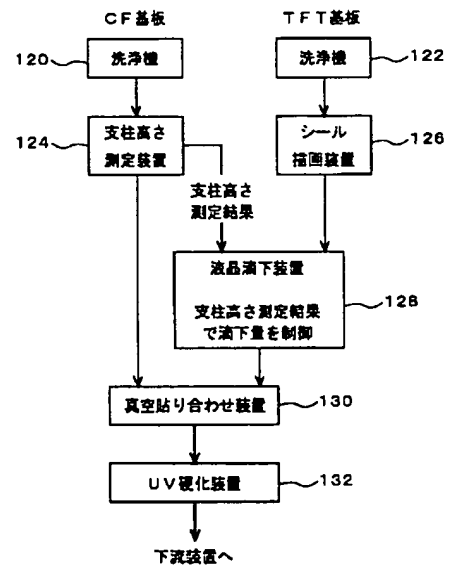 CF基板
TFT基板
120
洗浄機
洗浄機
122
124
支柱高さ
測定装置
シール
描画装置
126
支柱高さ
測定結果
液晶滴下装置
支柱高さ測定結果
で滴下量を制御
128
真空貼り合わせ装置
130
UV硬化装置
132
下流装置へ